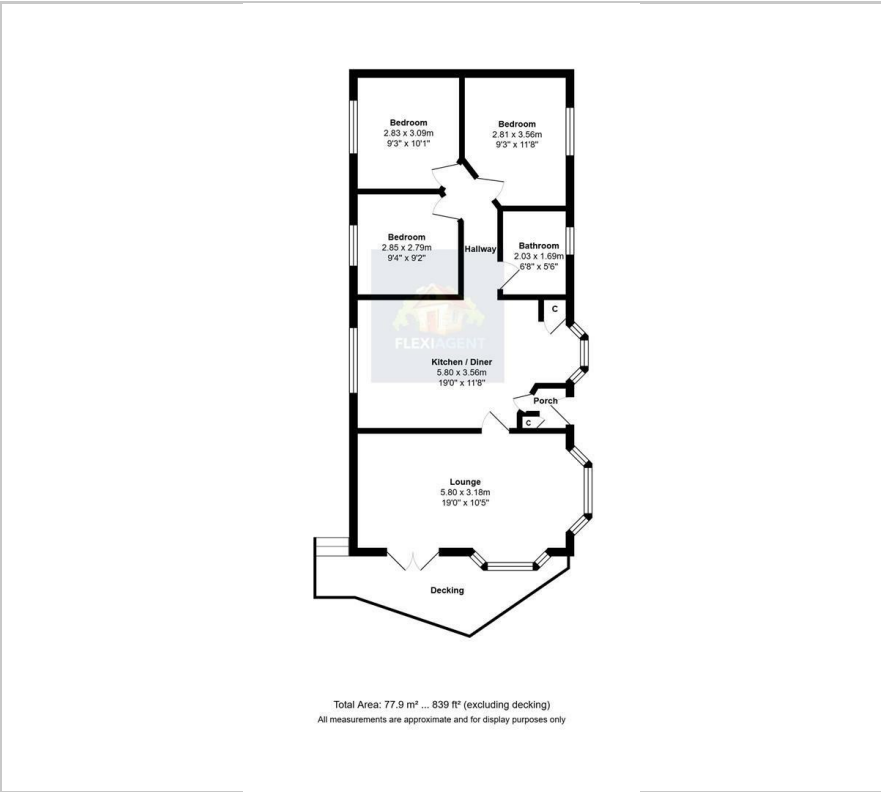 Bedroom
2.83 x 3.09m
9'3" x 10'1"
Bedroom
2.81 x 3.56m
9'3" x 11'8"
Bedroom
2.85 x 2.79m
9'4" x 9'2"
Hallway
Bathroom
2.03 x 1.69m
6'8" x 5'6"
C
FLEXIAGENT
Kitchen / Diner
5.80 x 3.56m
19'0" x 11'8"
Porch
C
Lounge
5.80 x 3.18m
19'0" x 10'5"
Decking
Total Area: 77.9 m² ... 839 ft² (excluding decking)
All measurements are approximate and for display purposes only